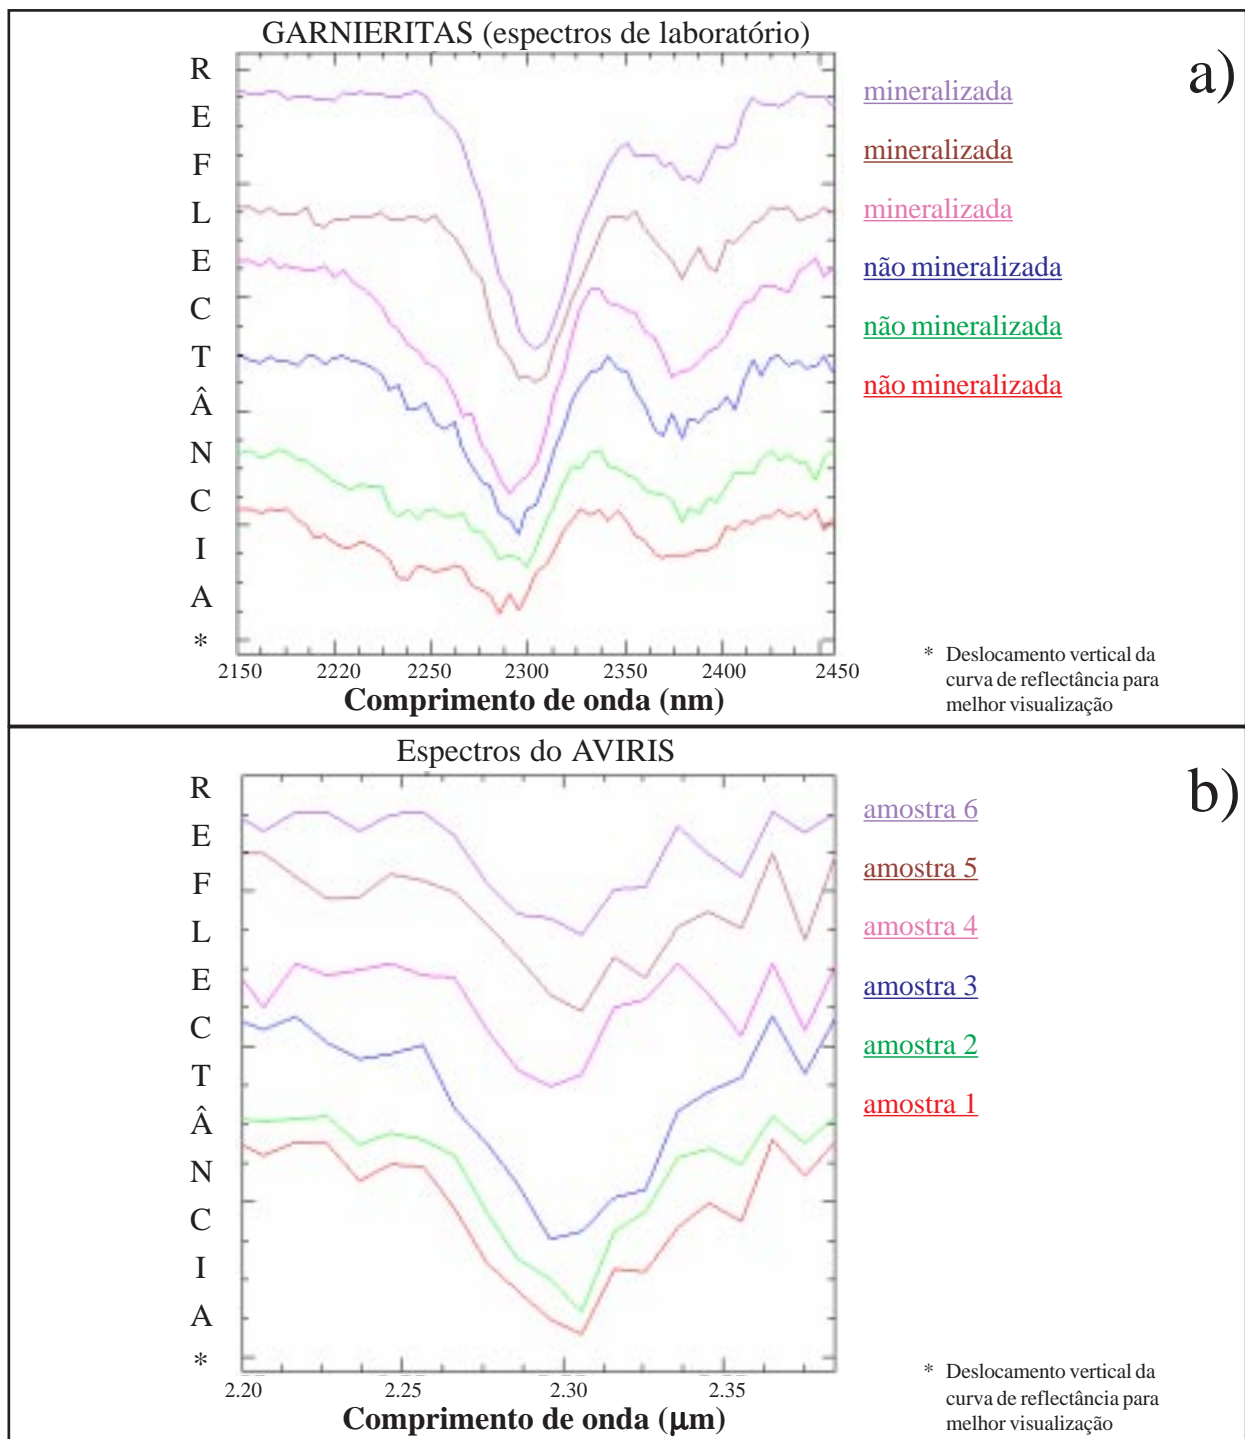 GARNIERITAS (espectros de laboratório)
a)
R
E
F
L
E
C
T
Â
N
C
I
A
*
mineralizada
mineralizada
mineralizada
não mineralizada
não mineralizada
não mineralizada
2150 2220 2250 2300 2350 2400 2450
Comprimento de onda (nm)
* Deslocamento vertical da
curva de reflectância para
melhor visualização
Espectros do AVIRIS
b)
R
E
F
L
E
C
T
Â
N
C
I
A
*
amostra 6
amostra 5
amostra 4
amostra 3
amostra 2
amostra 1
2.20 2.25 2.30 2.35
Comprimento de onda (μm)
* Deslocamento vertical da
curva de reflectância para
melhor visualização